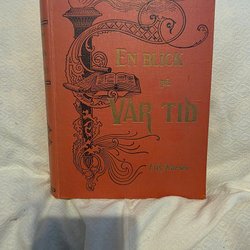 EN BLICK
på
VÅR TID